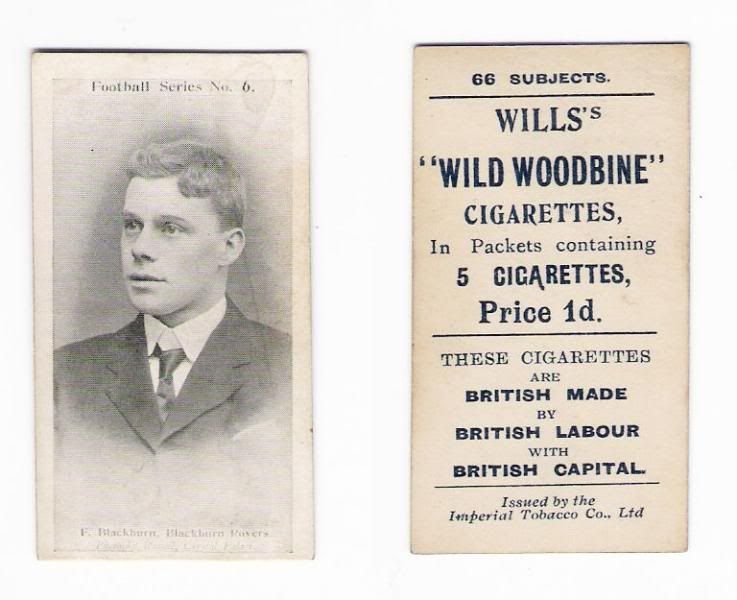 Football Series No. 6.
F. Blackburn, Blackburn Rovers
66 SUBJECTS.
WILLS'S
"WILD WOODBINE"
CIGARETTES,
In Packets containing
5 CIGARETTES,
Price 1d.
THESE CIGARETTES
ARE
BRITISH MADE
BY
BRITISH LABOUR
WITH
BRITISH CAPITAL.
Issued by the
Imperial Tobacco Co., Ltd